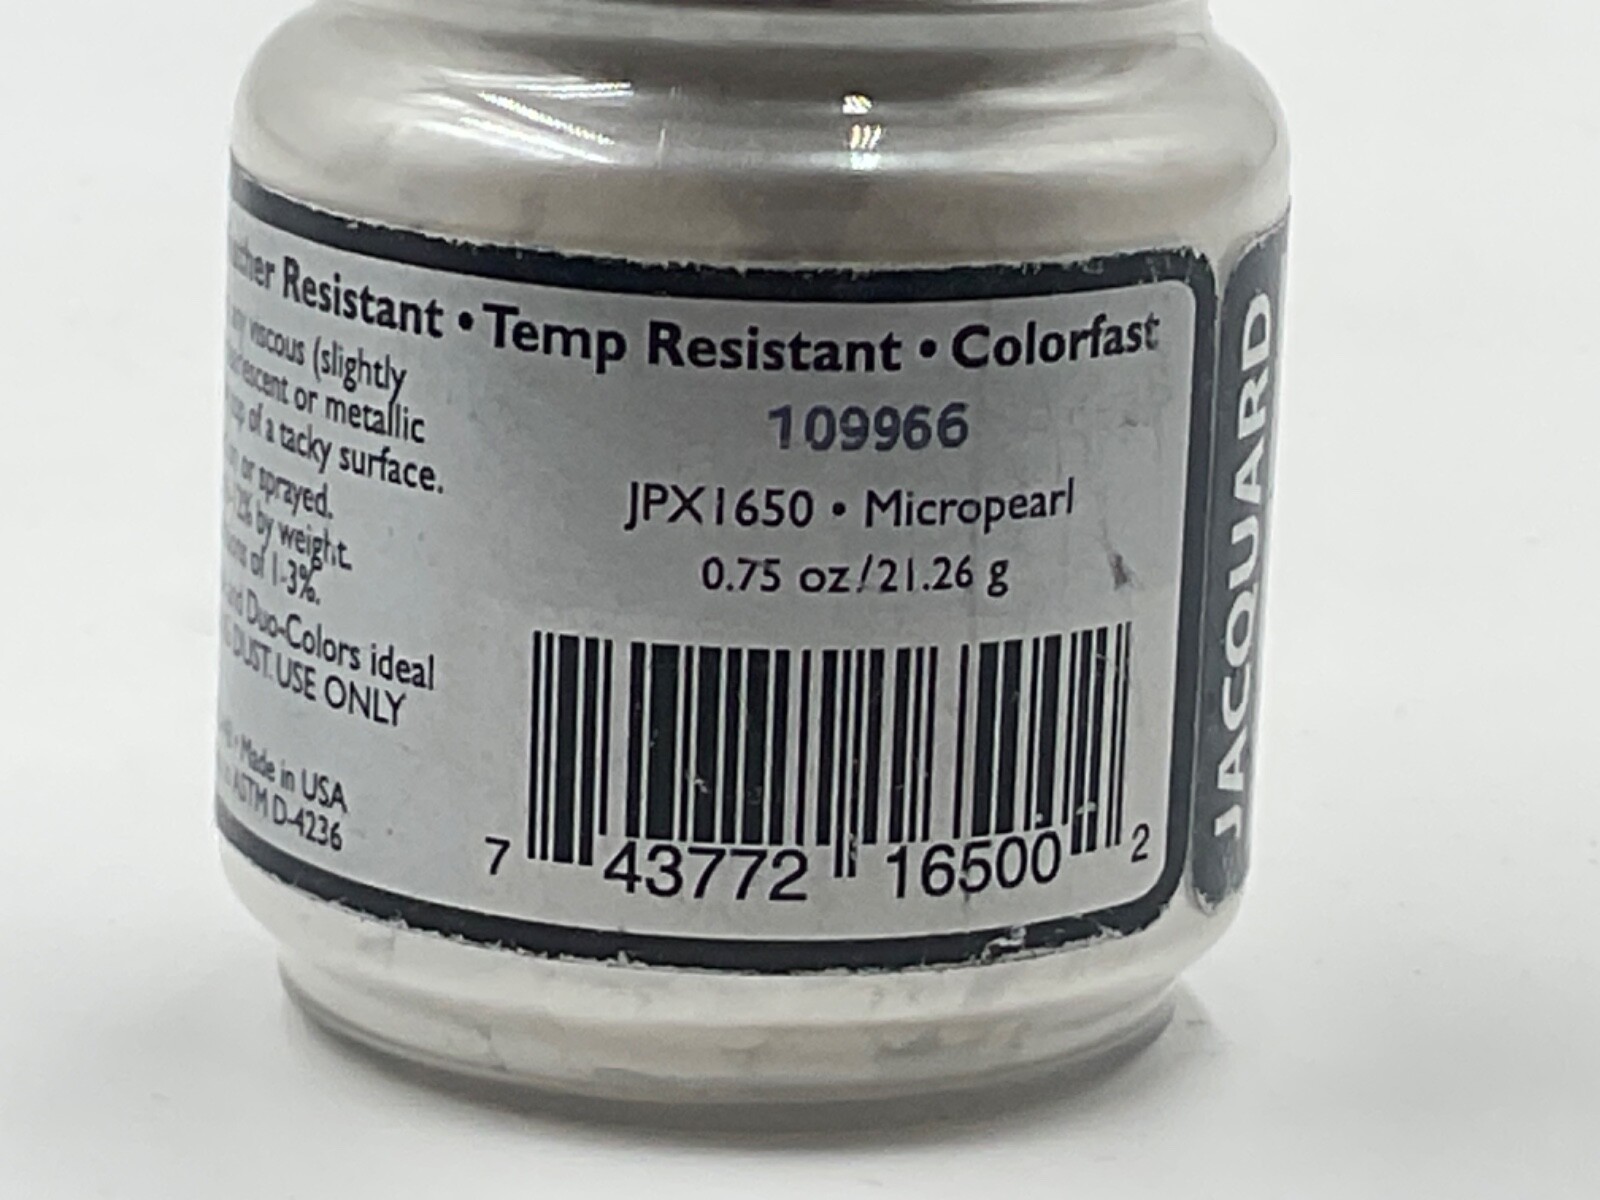 Resistant • Temp Resistant • Colorfast
viscous (slightly
or metallic
of a tacky surface.
or sprayed.
by weight.
of 1-3%.
and Duo-Colors ideal
DUST. USE ONLY
• Made in USA
ASTM D-4236
109966
JPX1650 • Micropearl
0.75 oz/21.26 g
7 43772 16500 2
JACQUARD